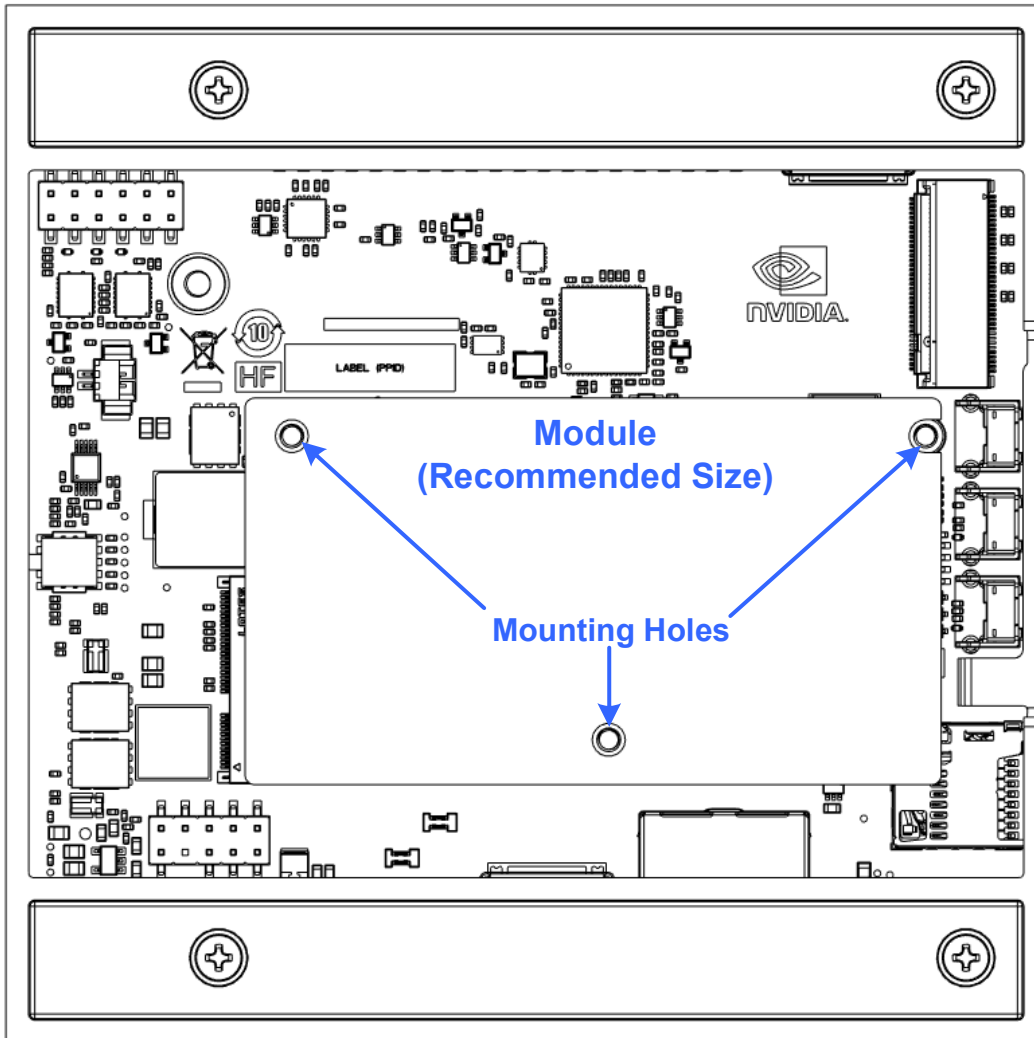 NVIDIA.
10
HF
LABEL (PPID)
Module
(Recommended Size)
Mounting Holes